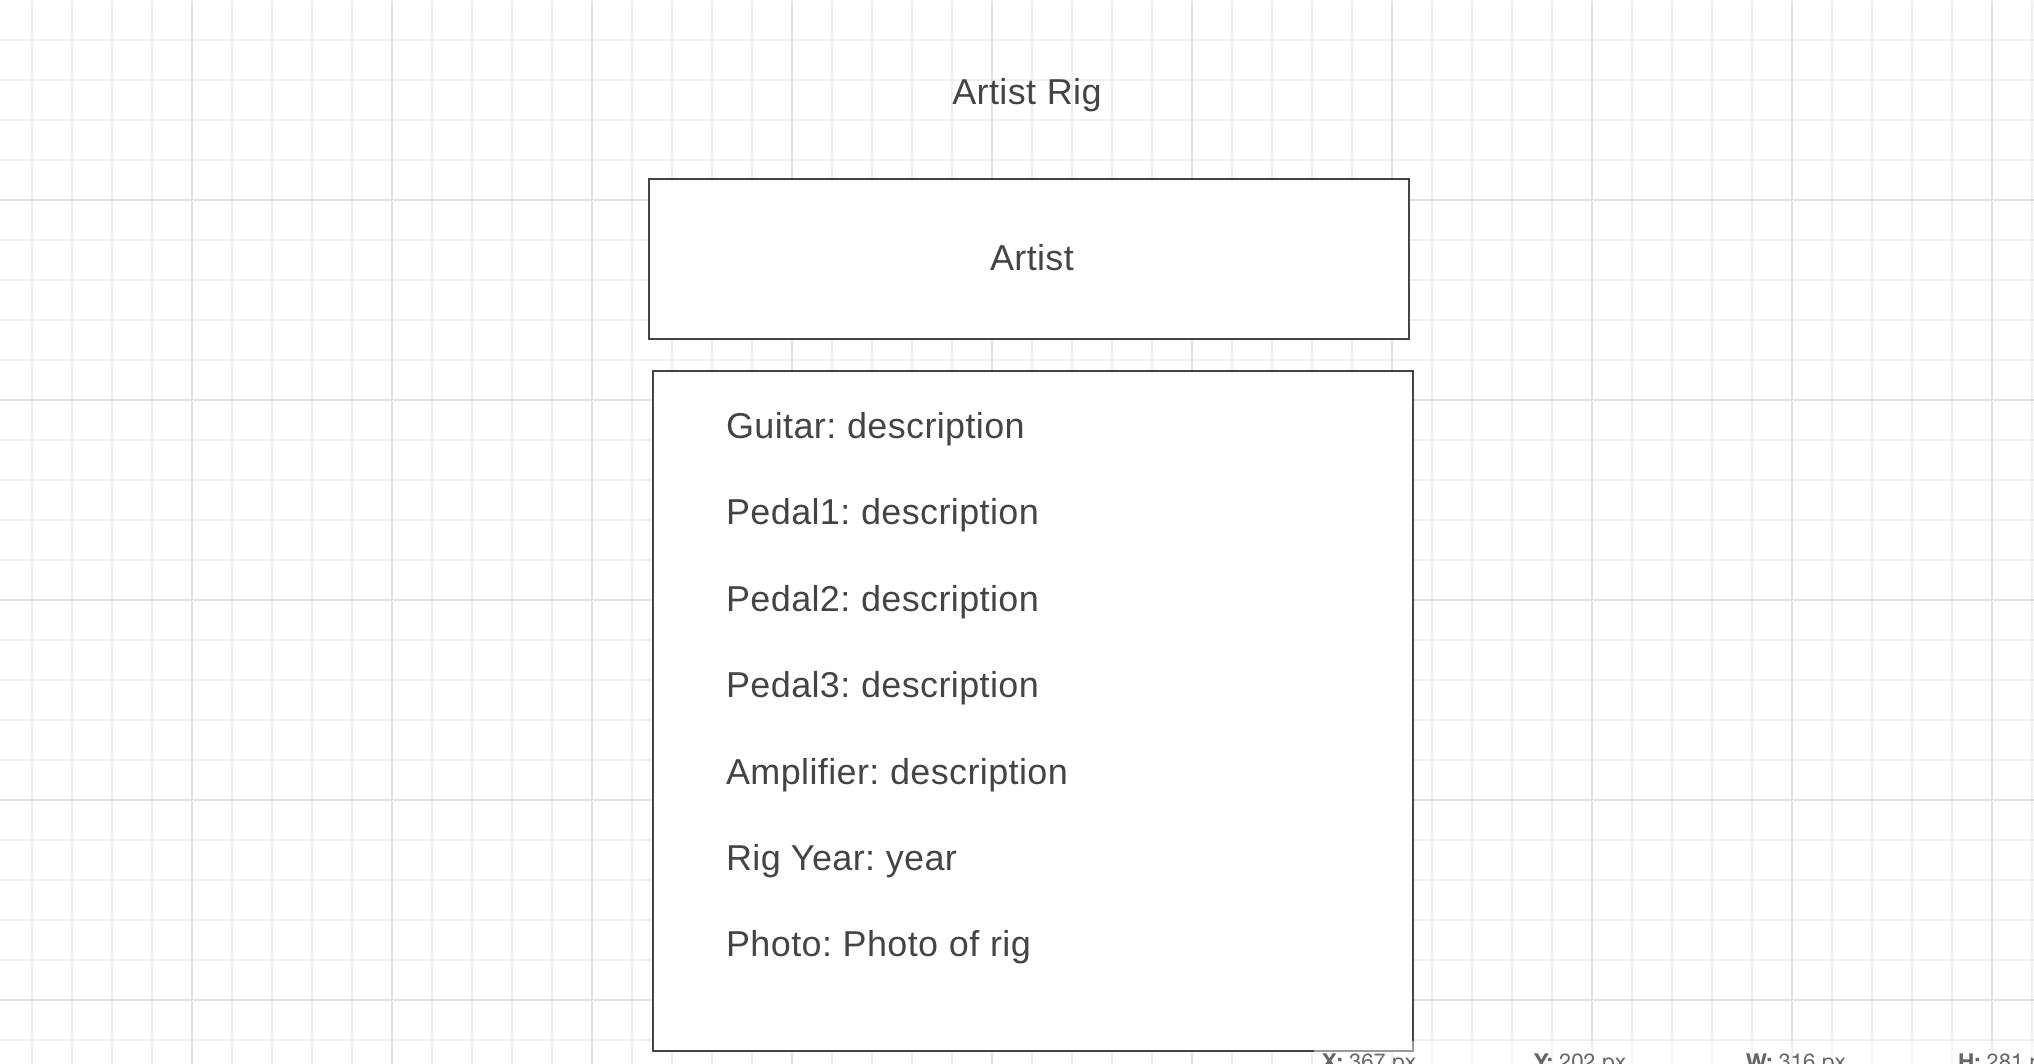 Artist Rig
Artist
Guitar: description
Pedal1: description
Pedal2: description
Pedal3: description
Amplifier: description
Rig Year: year
Photo: Photo of rig
X: 367 px Y: 202 px W: 316 px H: 281